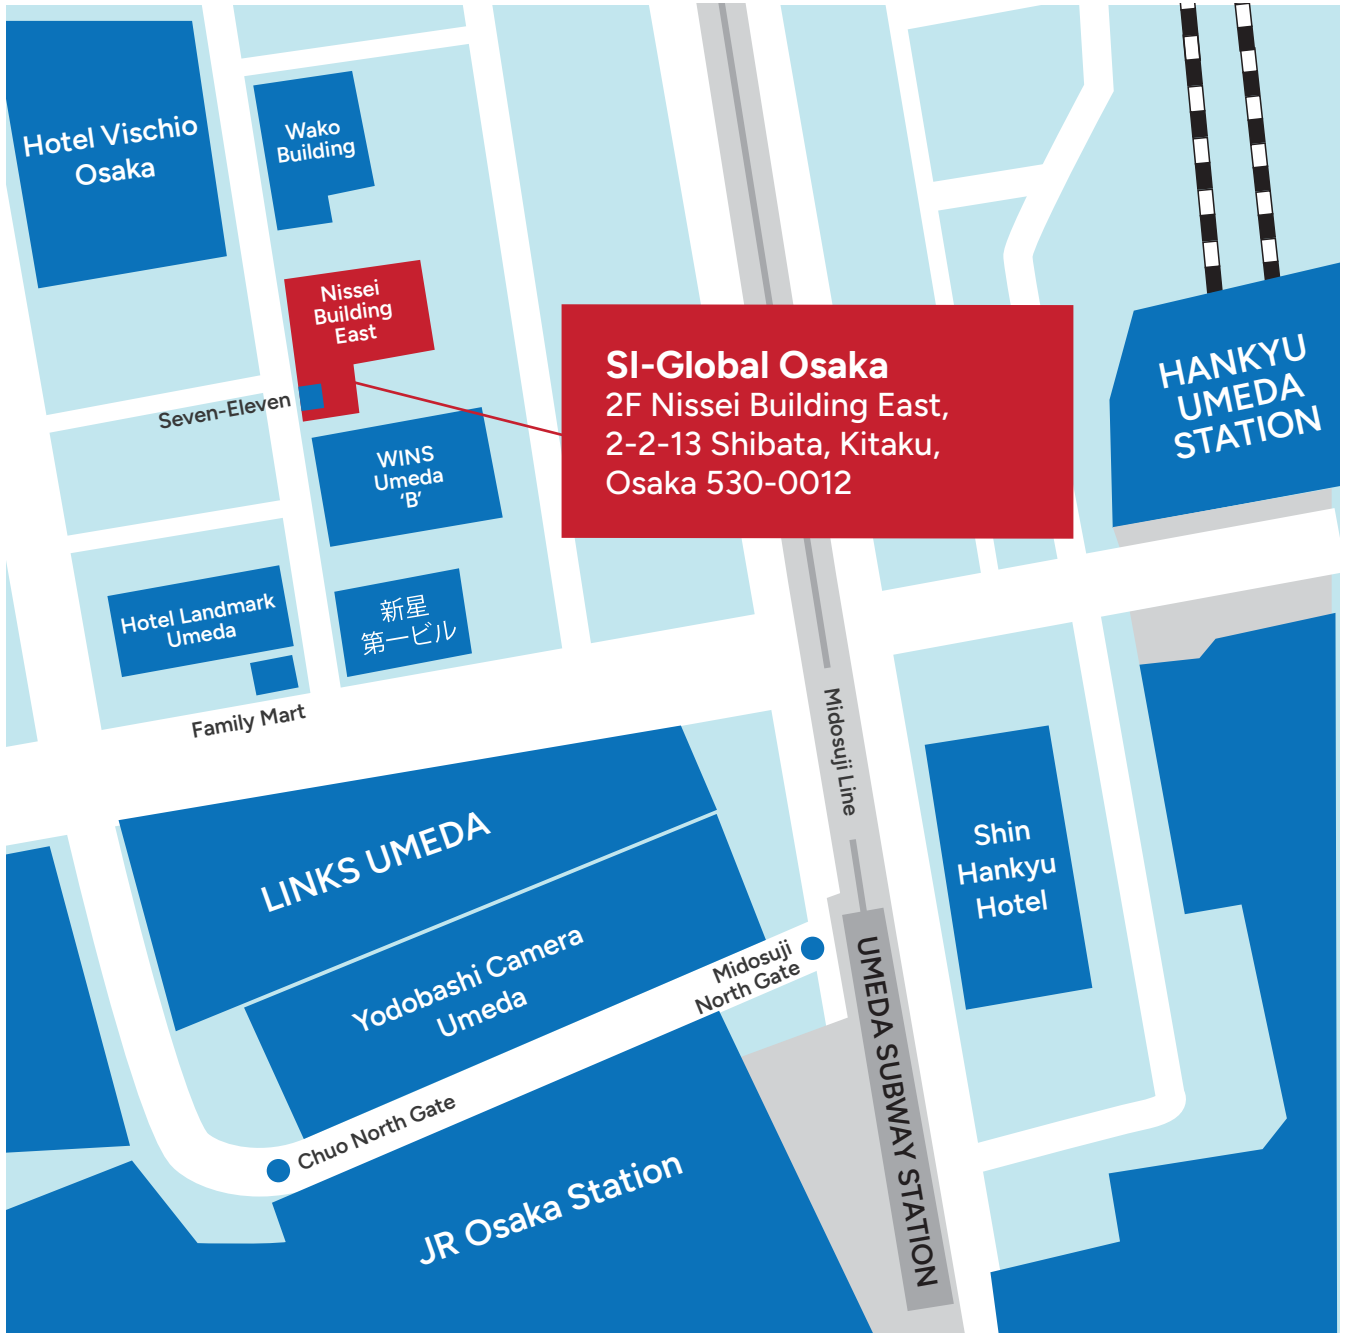 Hotel Vischio
Osaka
Wako
Building
Nissei
Building
East
Seven-Eleven
SI-Global Osaka
2F Nissei Building East,
2-2-13 Shibata, Kitaku,
Osaka 530-0012
HANKYU
UMEDA
STATION
WINS
Umeda
‘B’
Hotel Landmark
Umeda
新星
第一ビル
Family Mart
Midosuji Line
LINKS UMEDA
Shin
Hankyu
Hotel
Yodobashi Camera
Umeda
Midosuji
North Gate
UMEDA SUBWAY STATION
Chuo North Gate
JR Osaka Station